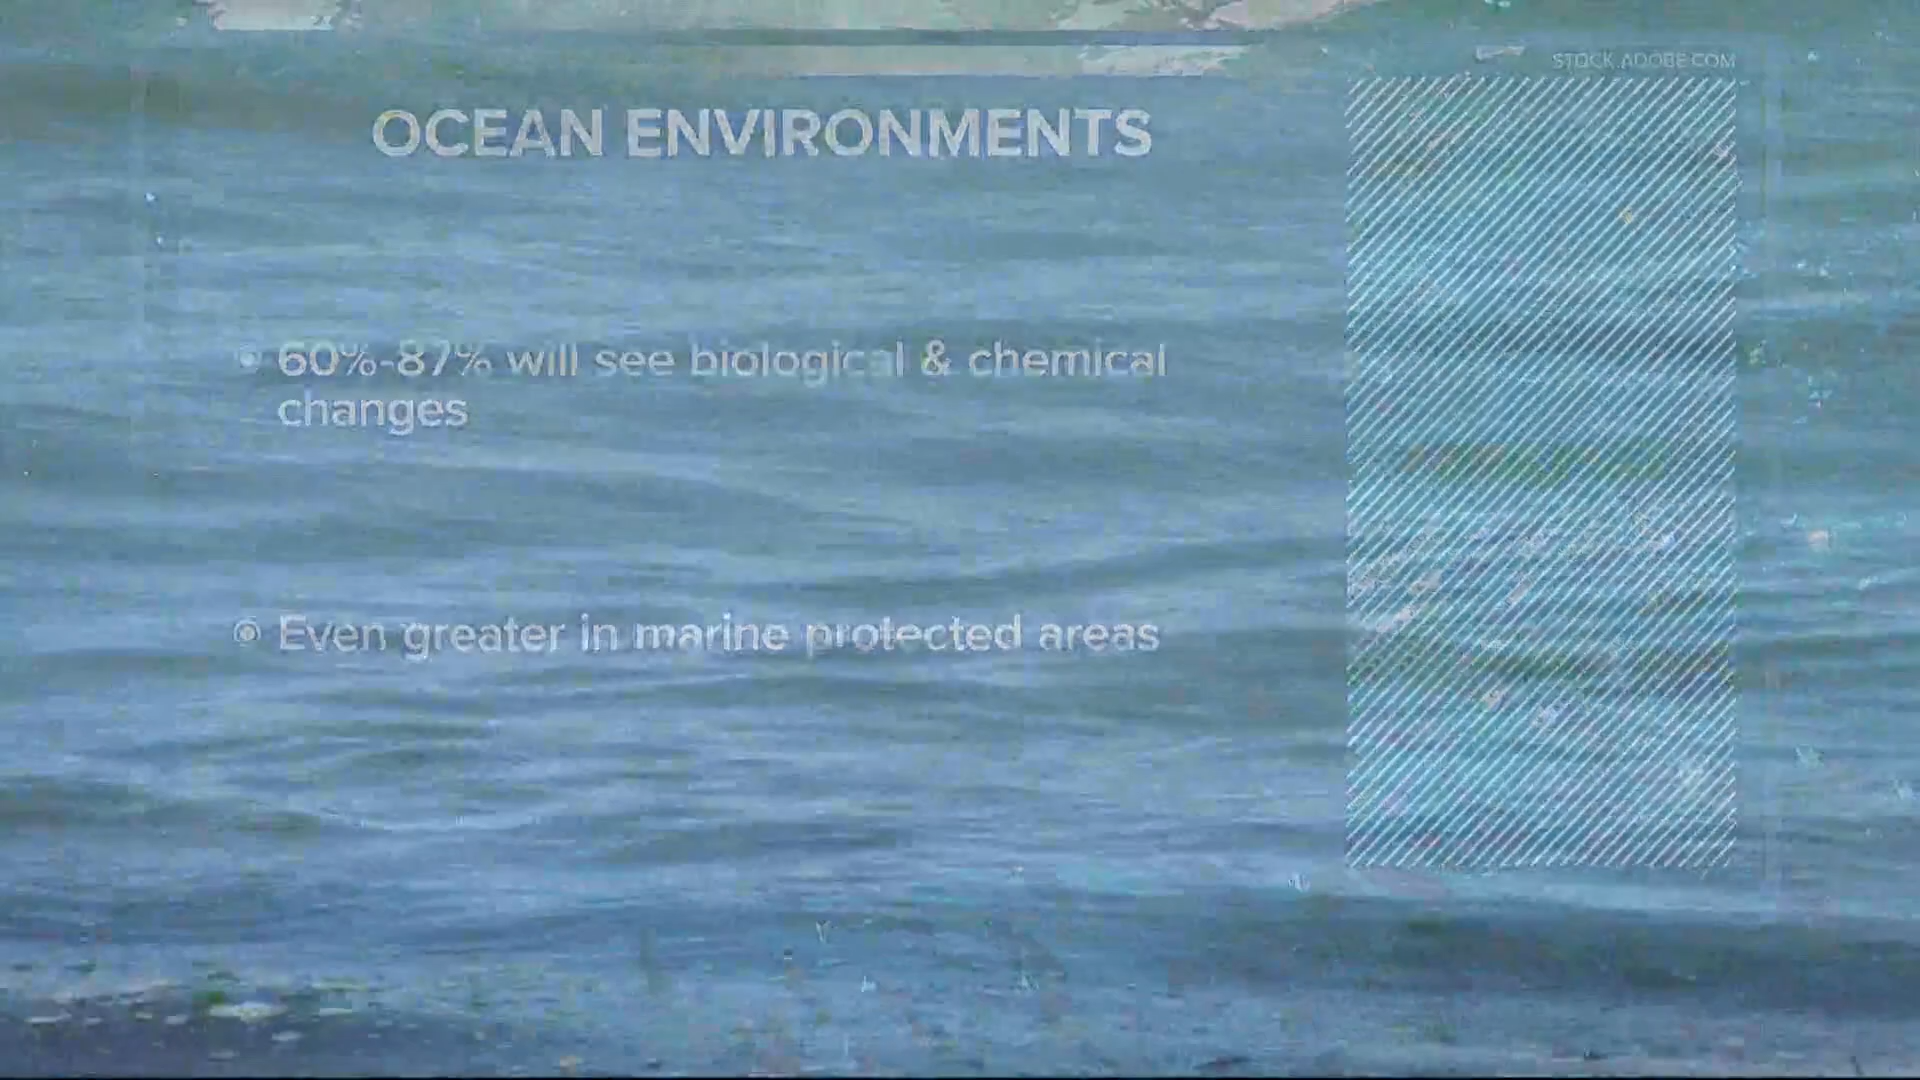 STOCK.ADOBE.COM
OCEAN ENVIRONMENTS
60%-87% will see biological & chemical
changes
Even greater in marine protected areas